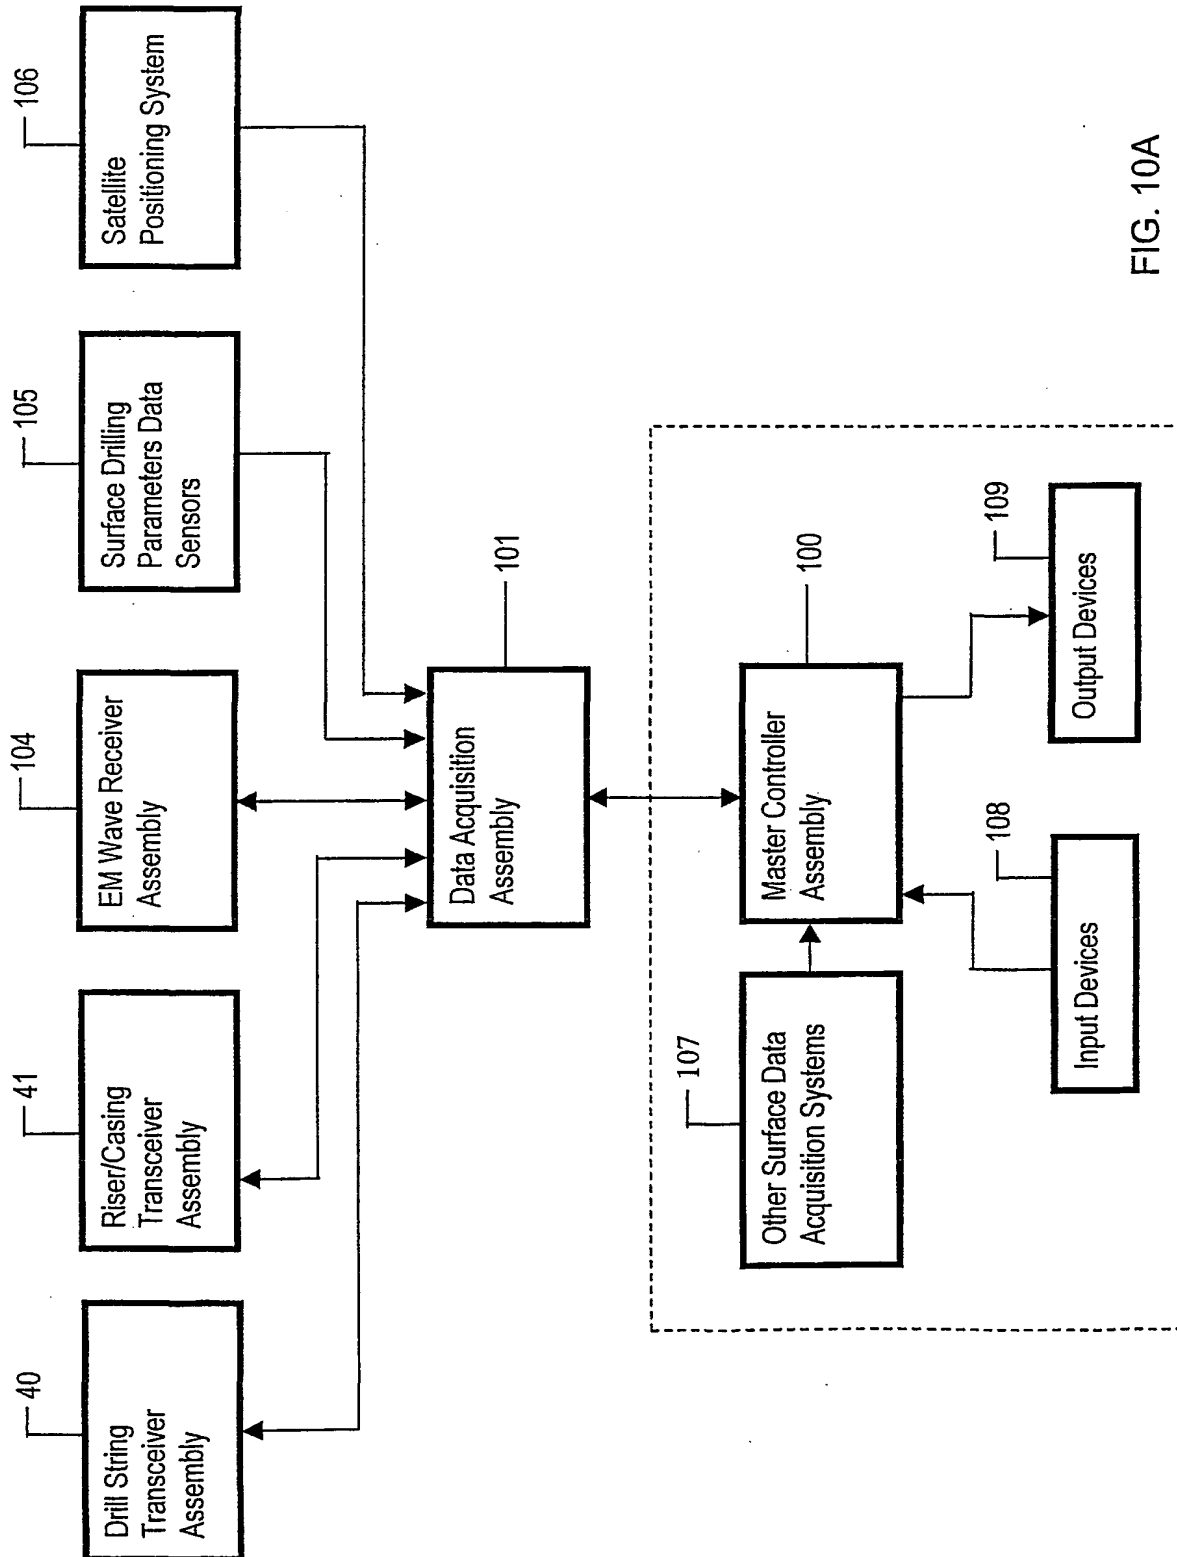 40
Drill String
Transceiver
Assembly
41
Riser/Casing
Transceiver
Assembly
104
EM Wave Receiver
Assembly
105
Surface Drilling
Parameters Data
Sensors
106
Satellite
Positioning System
101
Data Acquisition
Assembly
107
Other Surface Data
Acquisition Systems
100
Master Controller
Assembly
108
Input Devices
109
Output Devices
FIG. 10A